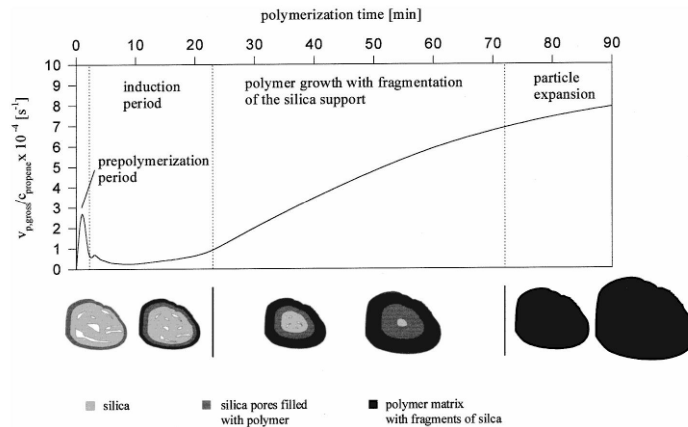 polymerization time [min]
0 10 20 30 40 50 60 70 80 90
10
9
8
7
6
5
4
3
2
1
0
v p,gross/c propene x 10⁻⁴ [s⁻¹]
induction
period
polymer growth with fragmentation
of the silica support
particle
expansion
prepolymerization
period
silica
silica pores filled
with polymer
polymer matrix
with fragments of silca